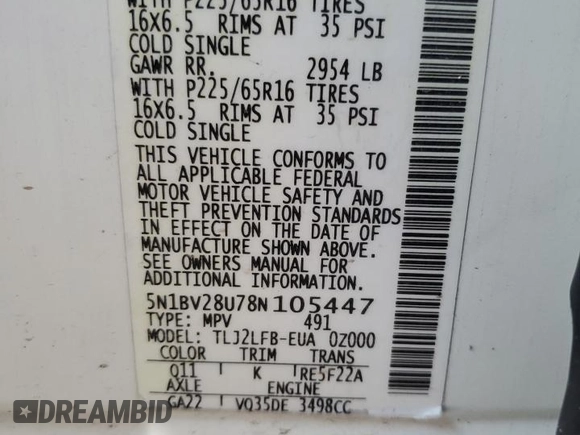 WITH P225/65R16 TIRES
16X6.5 RIMS AT 35 PSI
COLD SINGLE
GAWR RR. 2954 LB
WITH P225/65R16 TIRES
16X6.5 RIMS AT 35 PSI
COLD SINGLE
THIS VEHICLE CONFORMS TO
ALL APPLICABLE FEDERAL
MOTOR VEHICLE SAFETY AND
THEFT PREVENTION STANDARDS
IN EFFECT ON THE DATE OF
MANUFACTURE SHOWN ABOVE.
SEE OWNERS MANUAL FOR
ADDITIONAL INFORMATION.
5N1BV28U78N105447
TYPE: MPV 491
MODEL: TLJ2LFB-EUA 0Z000
COLOR TRIM TRANS
Q11 K RE5F22A
AXLE ENGINE
GA22 VQ35DE 3498CC
DREAMBID